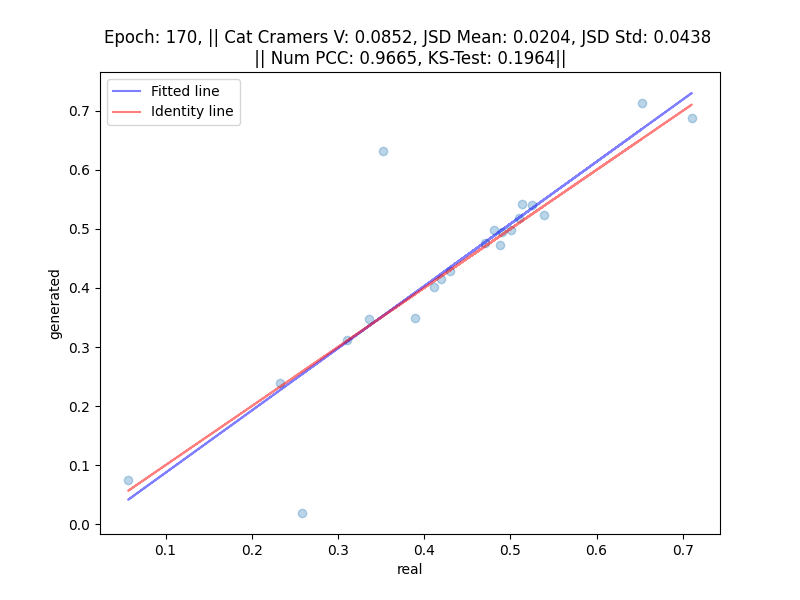 Epoch: 170, || Cat Cramers V: 0.0852, JSD Mean: 0.0204, JSD Std: 0.0438
|| Num PCC: 0.9665, KS-Test: 0.1964||
Fitted line
Identity line
0.7
0.6
0.5
0.4
0.3
0.2
0.1
0.0
generated
0.1 0.2 0.3 0.4 0.5 0.6 0.7
real